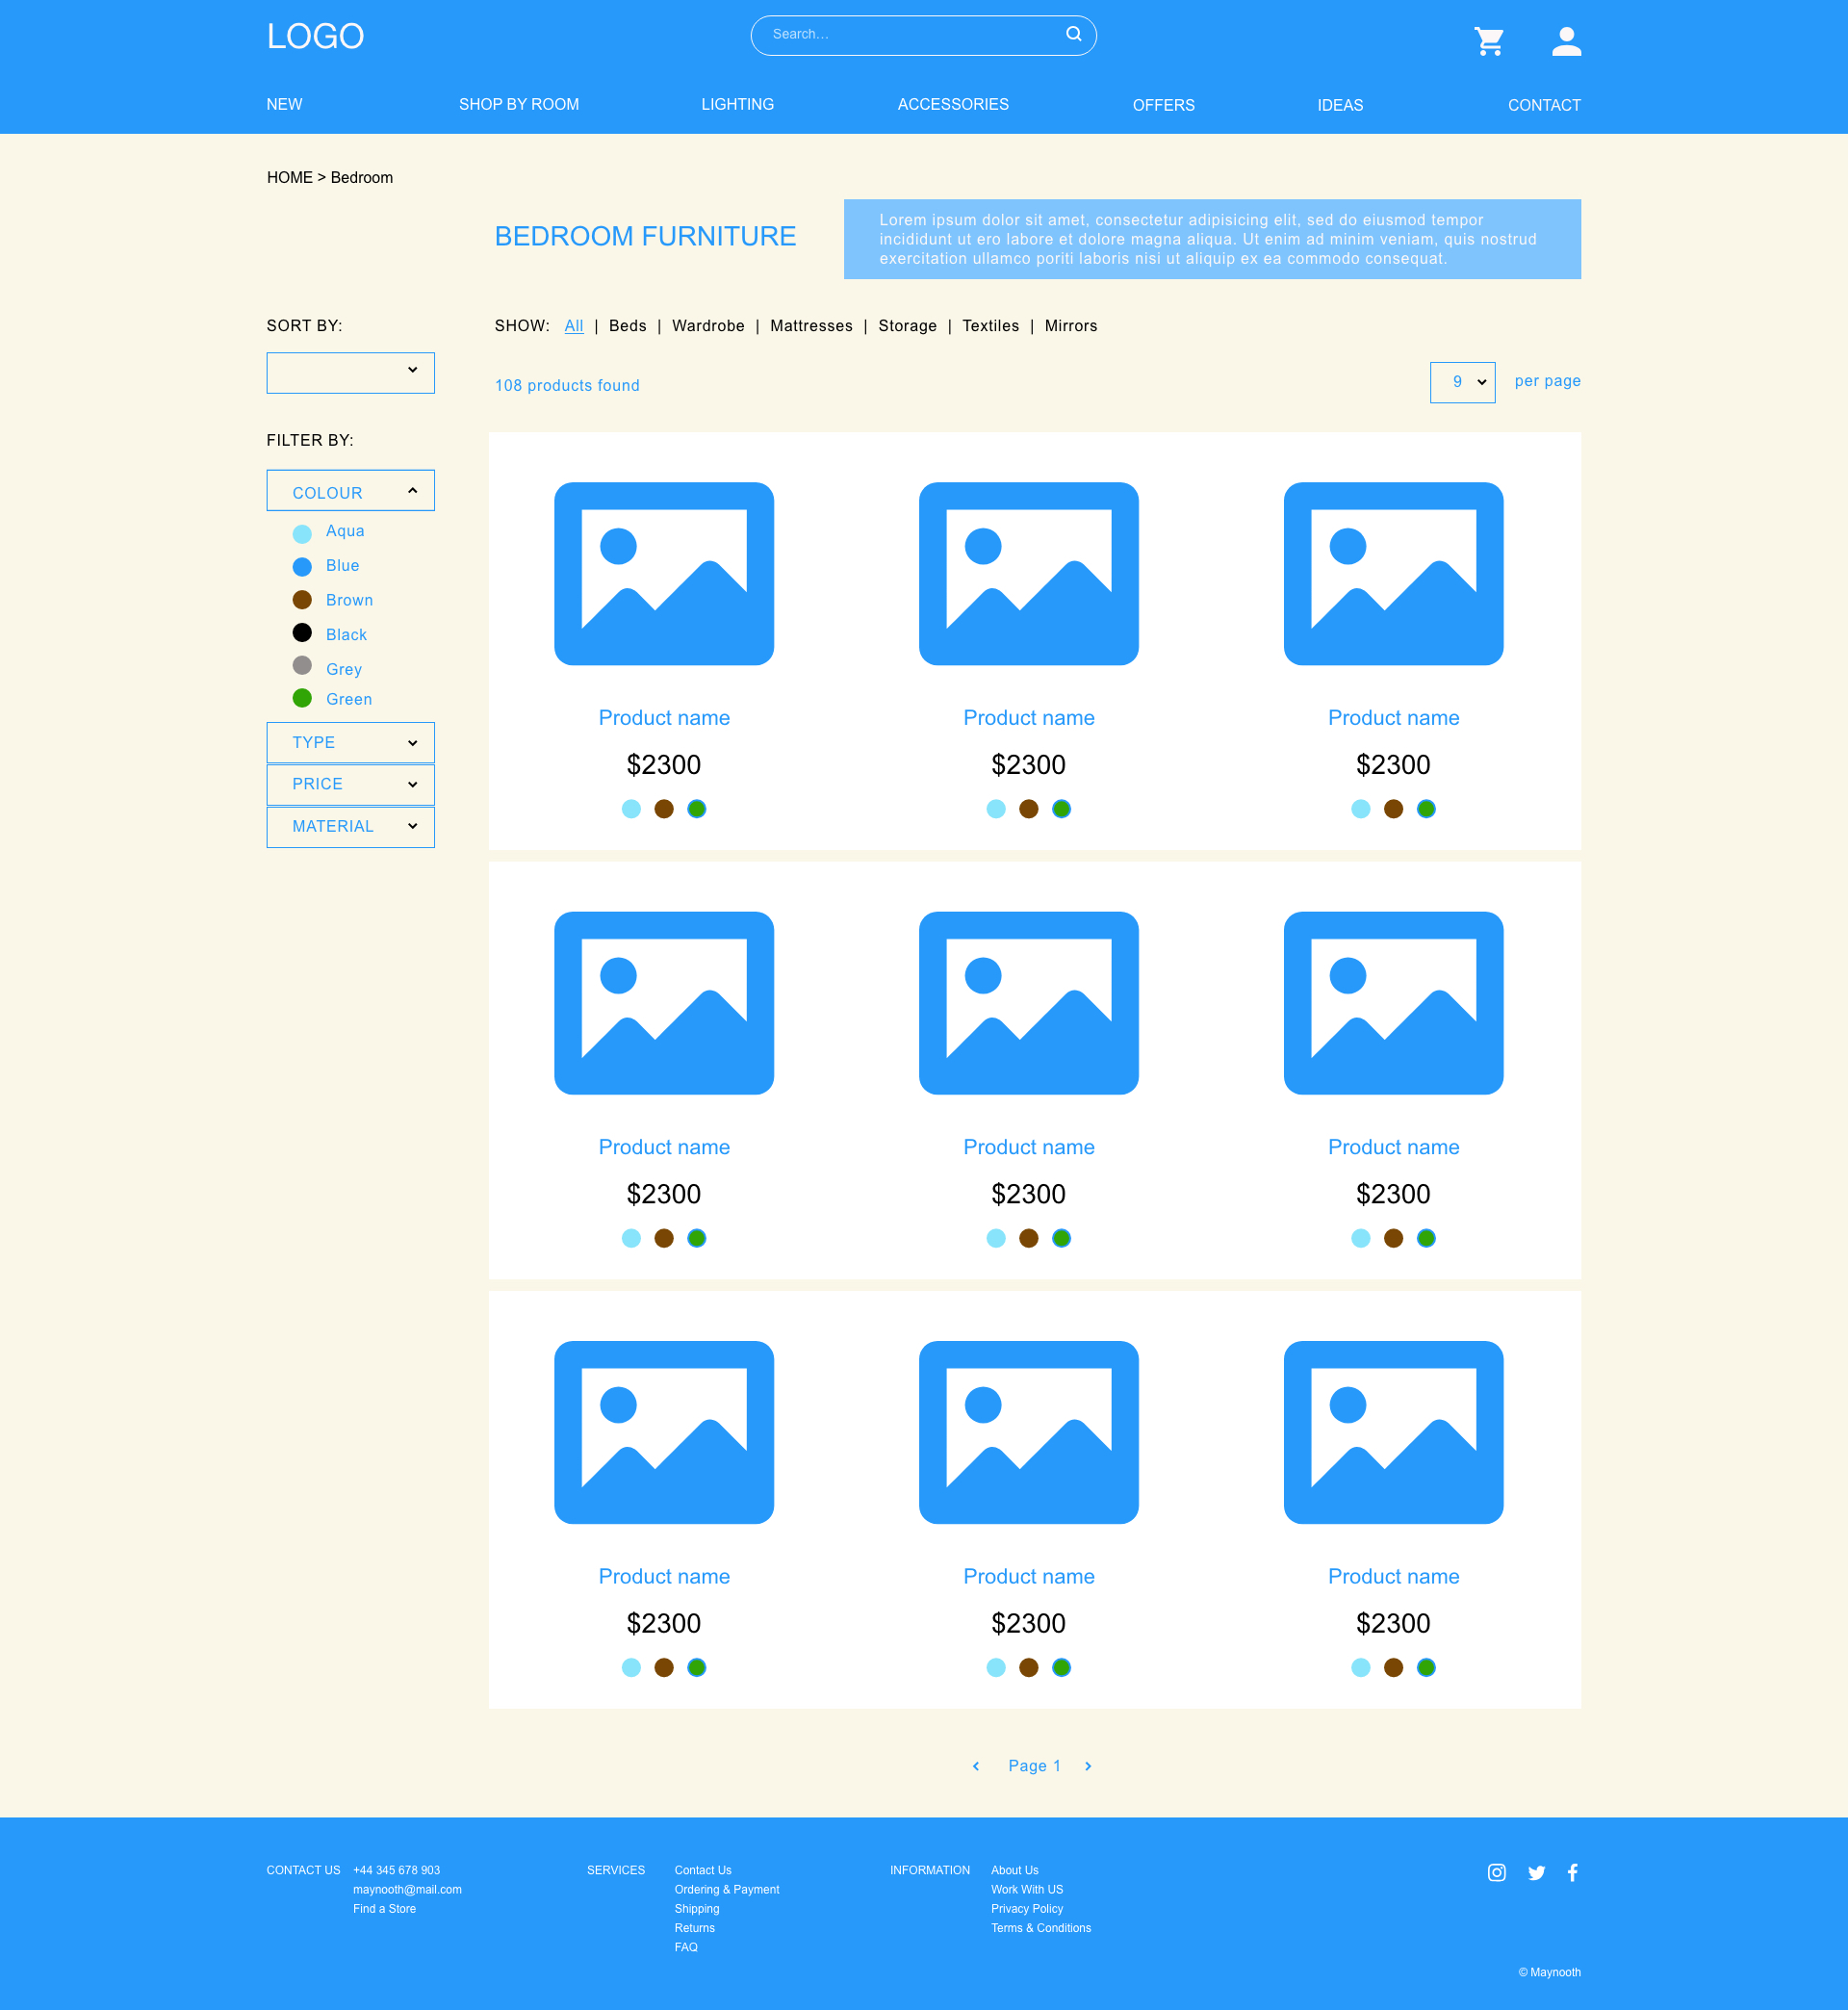 LOGO
Search...
NEW
SHOP BY ROOM
LIGHTING
ACCESSORIES
OFFERS
IDEAS
CONTACT
HOME > Bedroom
BEDROOM FURNITURE
Lorem ipsum dolor sit amet, consectetur adipisicing elit, sed do eiusmod tempor
incididunt ut ero labore et dolore magna aliqua. Ut enim ad minim veniam, quis nostrud
exercitation ullamco poriti laboris nisi ut aliquip ex ea commodo consequat.
SORT BY:
SHOW: All | Beds | Wardrobe | Mattresses | Storage | Textiles | Mirrors
108 products found
9
per page
FILTER BY:
COLOUR
Aqua
Blue
Brown
Black
Grey
Green
TYPE
PRICE
MATERIAL
Product name
Product name
Product name
$2300
$2300
$2300
Product name
Product name
Product name
$2300
$2300
$2300
Product name
Product name
Product name
$2300
$2300
$2300
Page 1
CONTACT US
+44 345 678 903
maynooth@mail.com
Find a Store
SERVICES
Contact Us
Ordering & Payment
Shipping
Returns
FAQ
INFORMATION
About Us
Work With US
Privacy Policy
Terms & Conditions
© Maynooth